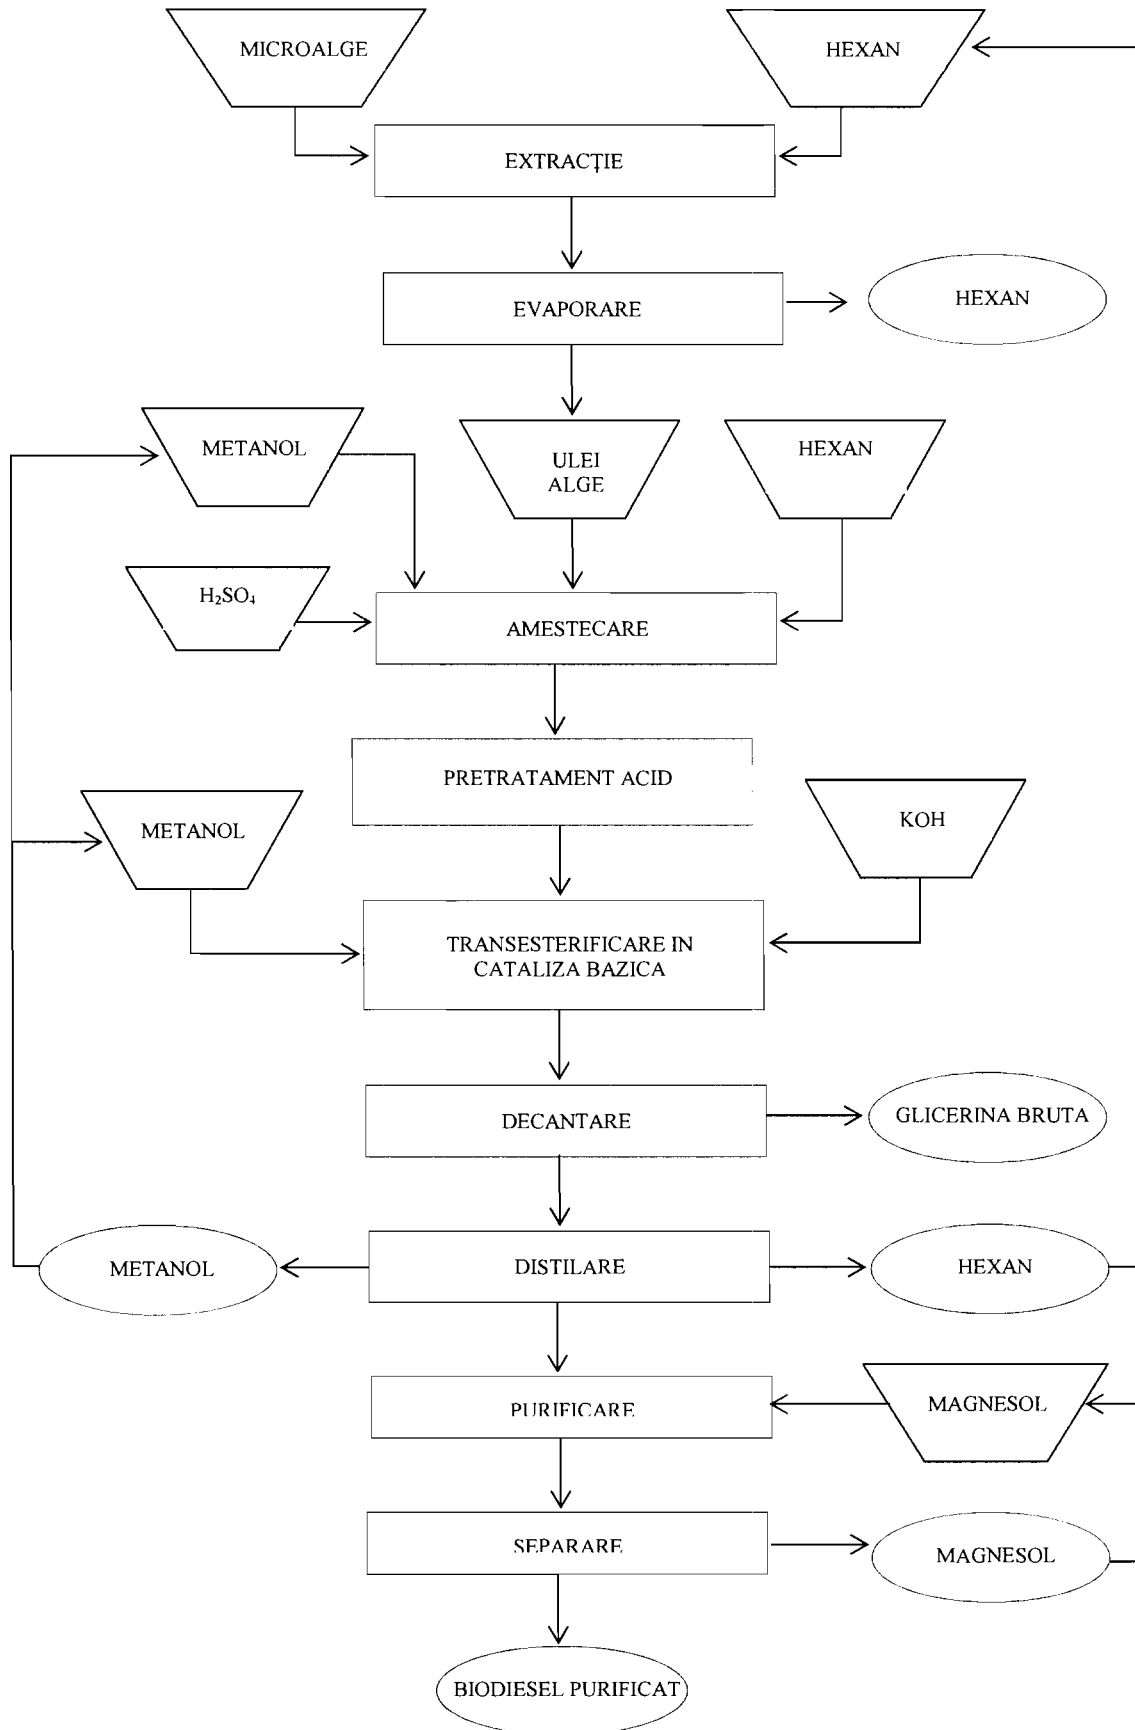 MICROALGE
HEXAN
EXTRACŢIE
EVAPORARE
HEXAN
METANOL
ULEI
ALGE
HEXAN
H₂SO₄
AMESTECARE
PRETRATAMENT ACID
METANOL
KOH
TRANSESTERIFICARE IN
CATALIZA BAZICA
DECANTARE
GLICERINA BRUTA
METANOL
DISTILARE
HEXAN
PURIFICARE
MAGNESOL
SEPARARE
MAGNESOL
BIODIESEL PURIFICAT